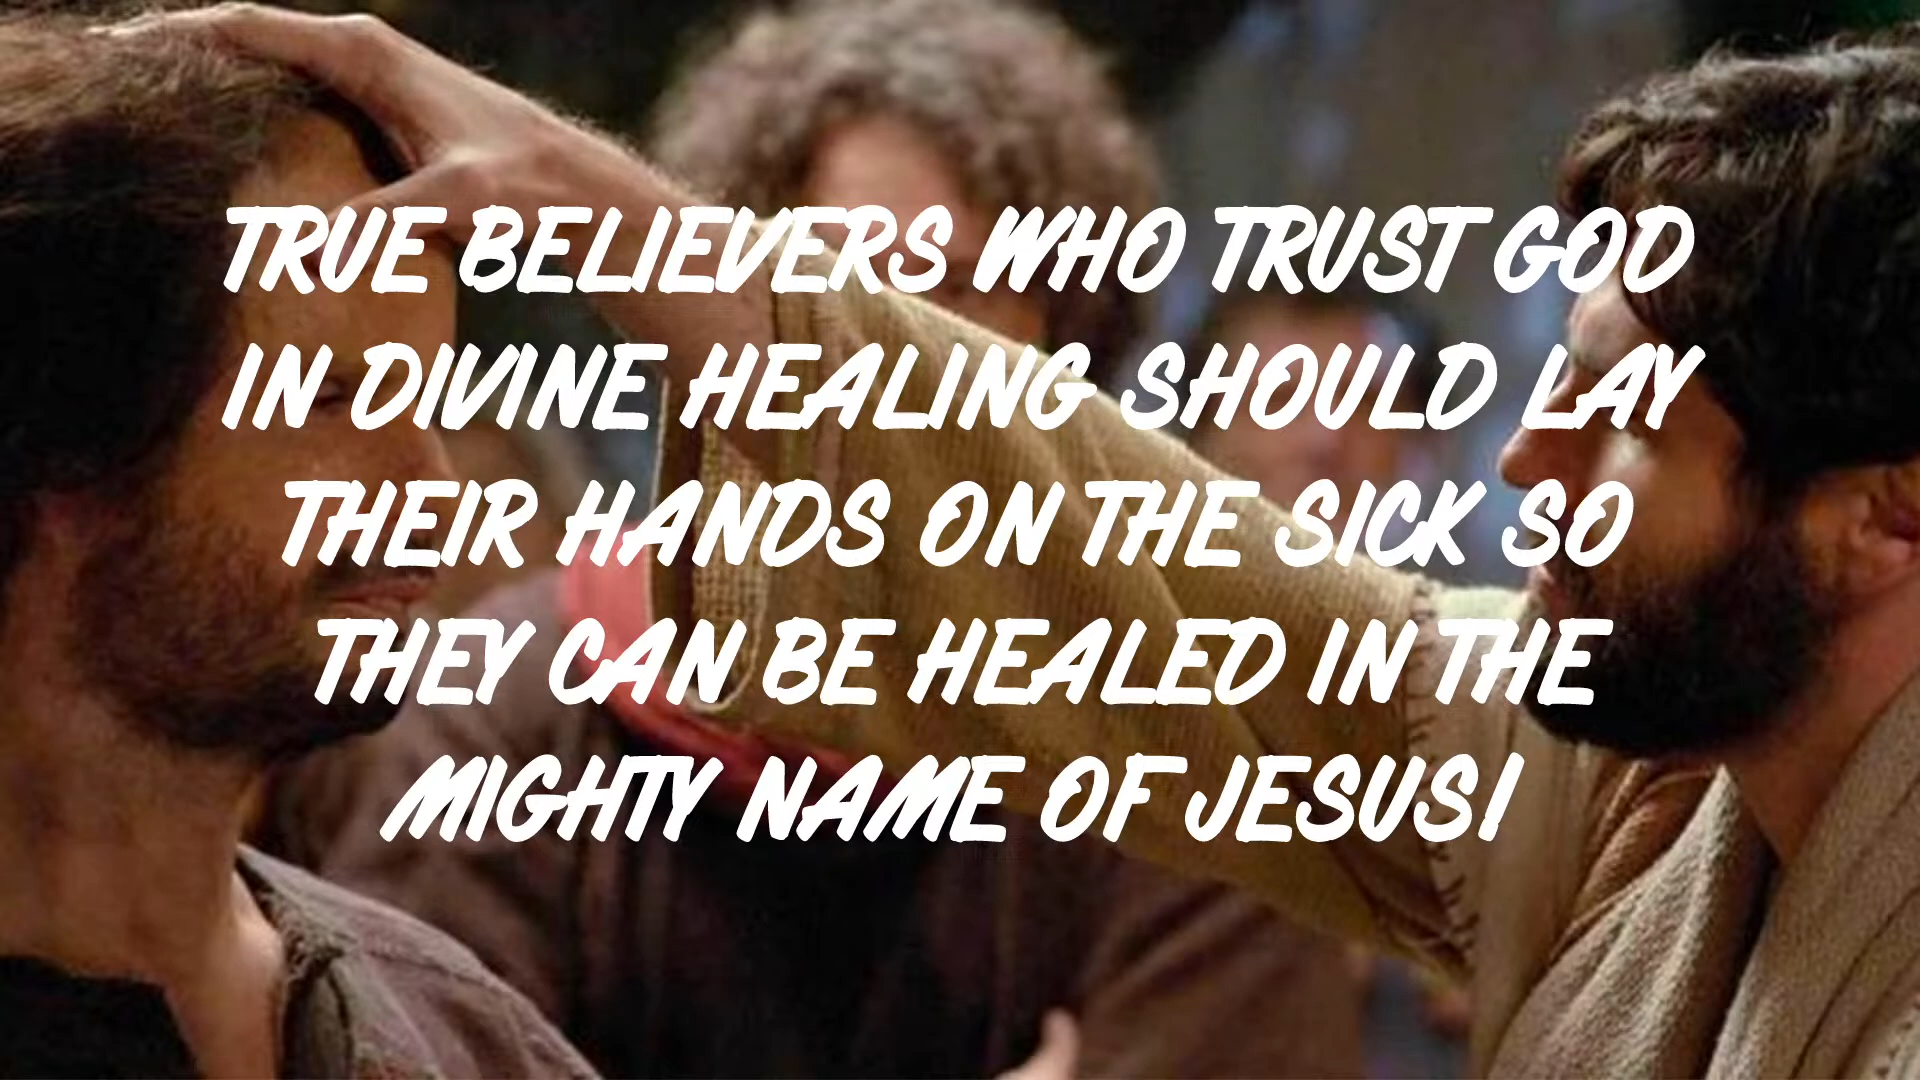 TRUE BELIEVERS WHO TRUST GOD
IN DIVINE HEALING SHOULD LAY
THEIR HANDS ON THE SICK SO
THEY CAN BE HEALED IN THE
MIGHTY NAME OF JESUS!